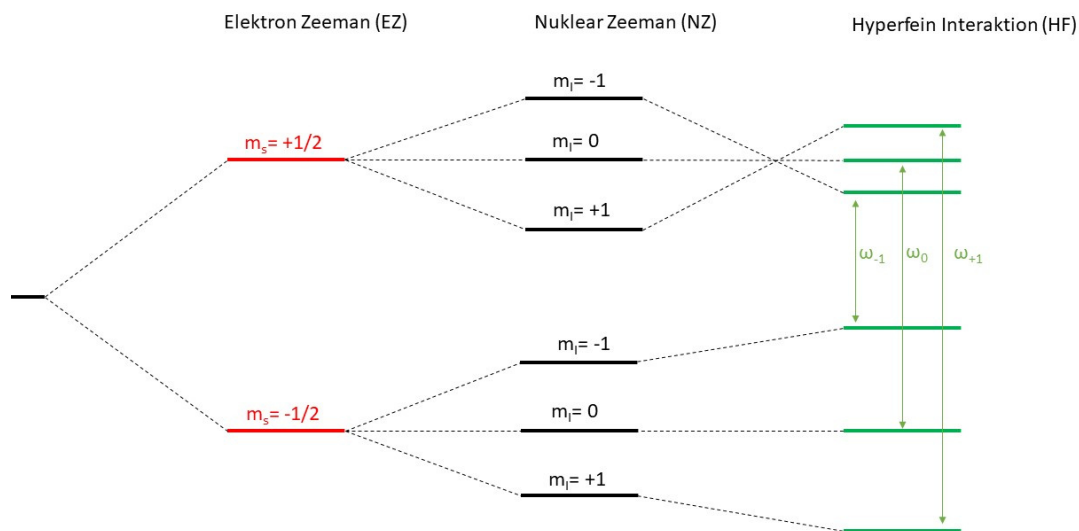 Elektron Zeeman (EZ)
Nuklear Zeeman (NZ)
Hyperfein Interaktion (HF)
mI= -1
ms= +1/2
mI= 0
mI= +1
ω-1
ω0
ω+1
mI= -1
ms= -1/2
mI= 0
mI= +1